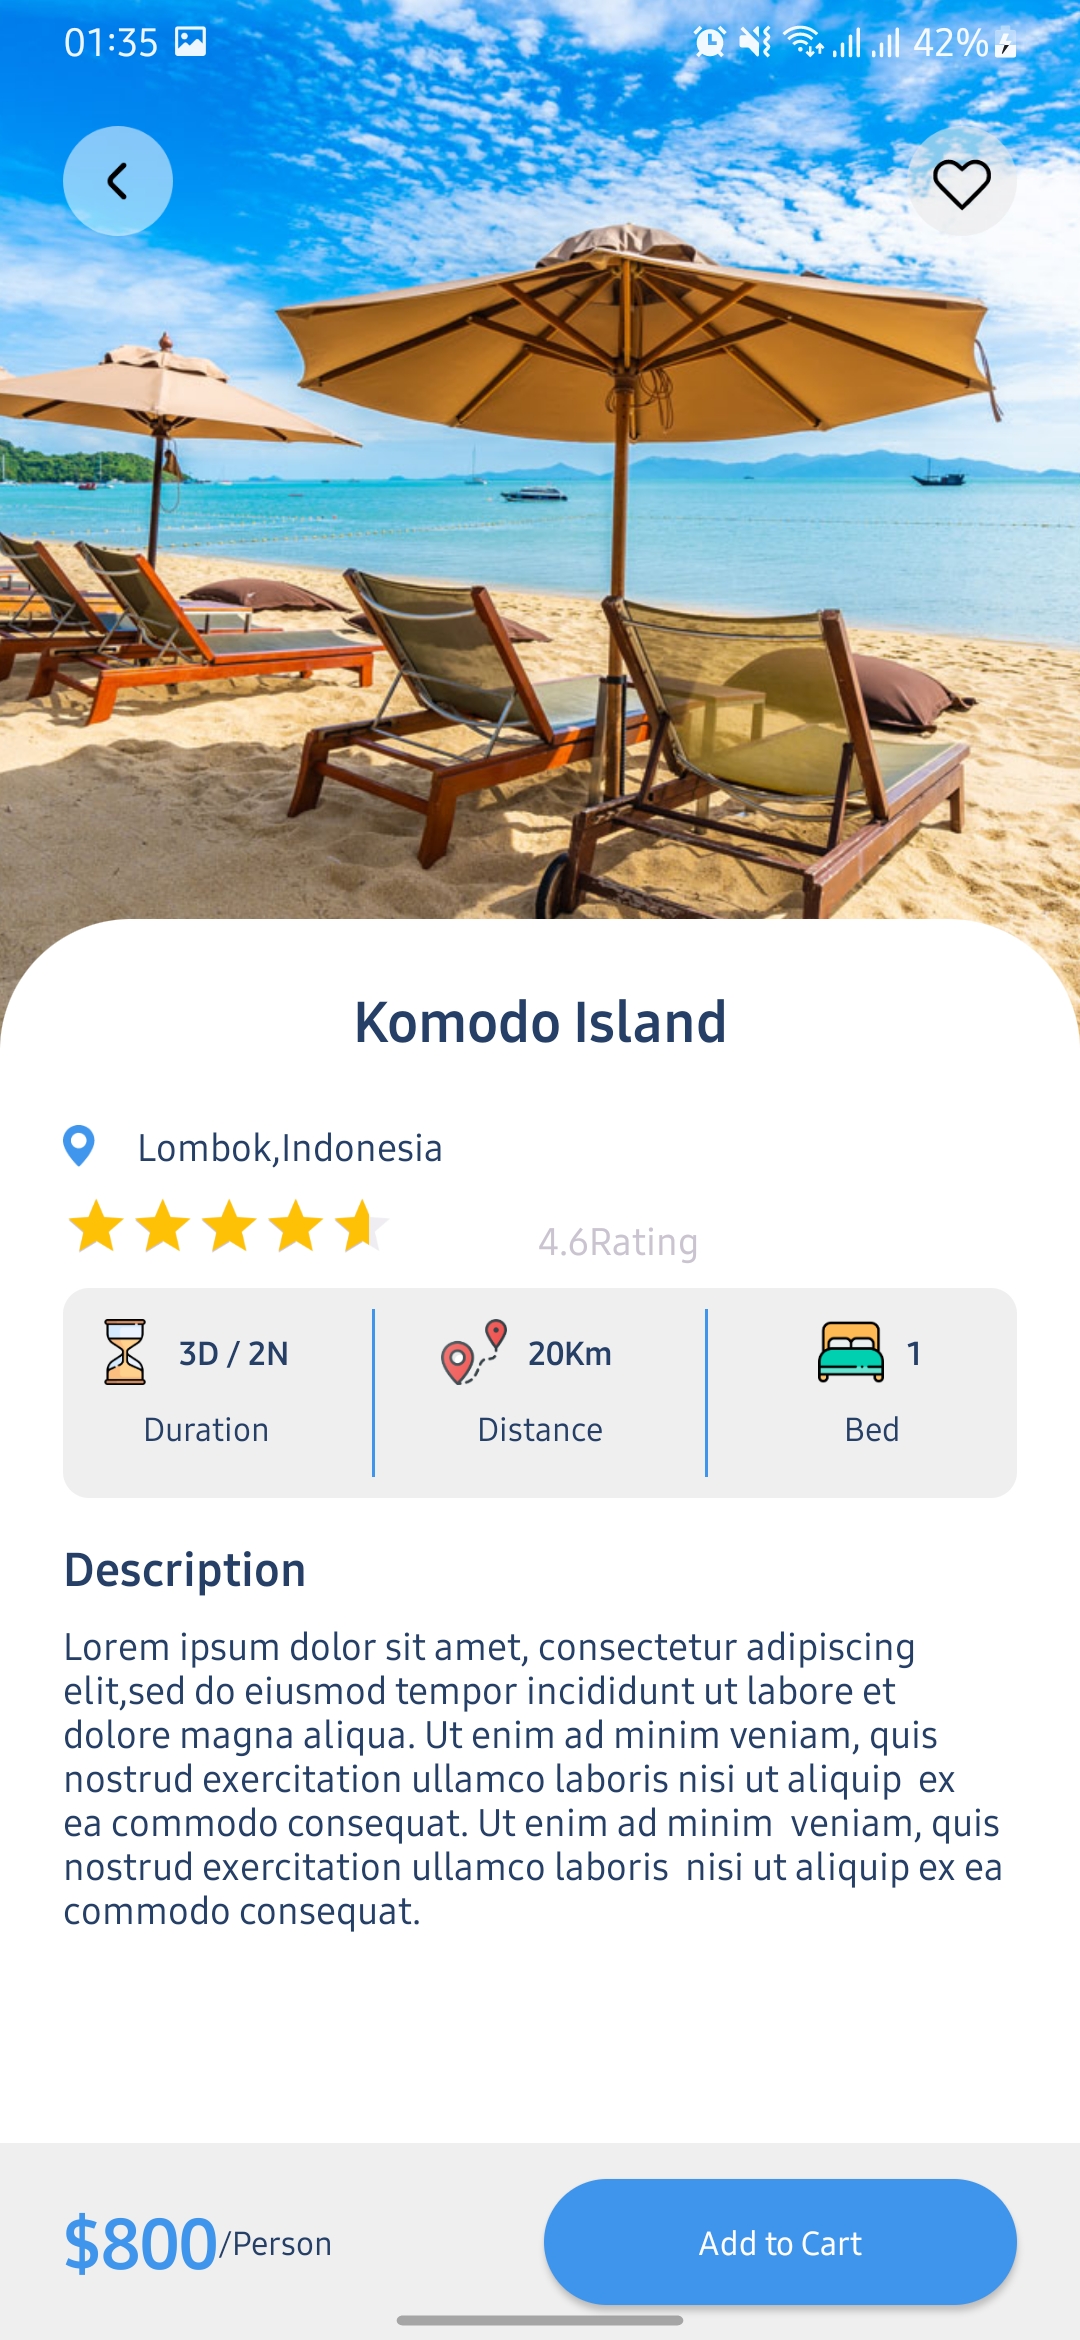 01:35 42%
Komodo Island
Lombok,Indonesia
4.6Rating
3D / 2N 20Km 1
Duration Distance Bed
Description
Lorem ipsum dolor sit amet, consectetur adipiscing
elit,sed do eiusmod tempor incididunt ut labore et
dolore magna aliqua. Ut enim ad minim veniam, quis
nostrud exercitation ullamco laboris nisi ut aliquip  ex
ea commodo consequat. Ut enim ad minim  veniam, quis
nostrud exercitation ullamco laboris  nisi ut aliquip ex ea
commodo consequat.
$800/Person Add to Cart